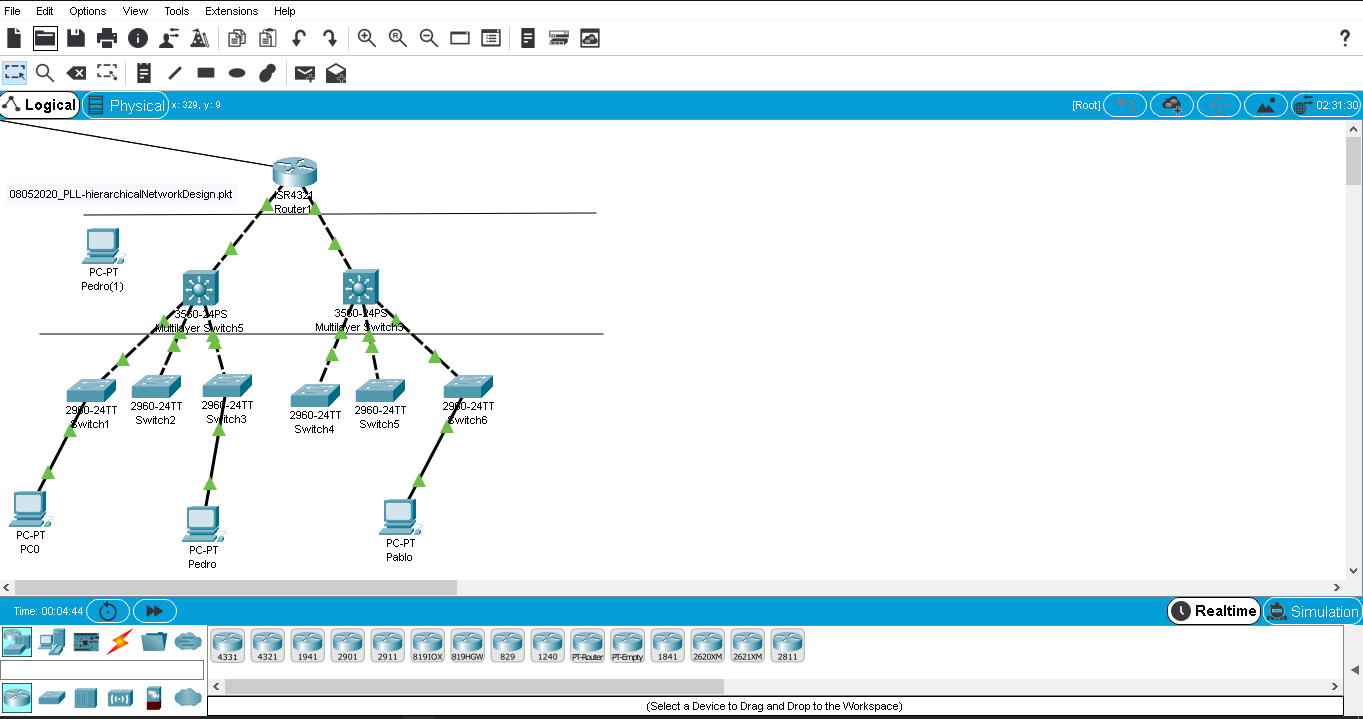 File Edit Options View Tools Extensions Help
?
Logical Physical x: 329, y: 9 [Root] 02:31:30
ISR4321
Router1
08052020_PLL-hierarchicalNetworkDesign.pkt
PC-PT
Pedro(1)
3560-24PS
Multilayer Switch5
3560-24PS
Multilayer Switch3
2960-24TT
Switch1
2960-24TT
Switch2
2960-24TT
Switch3
2960-24TT
Switch4
2960-24TT
Switch5
2960-24TT
Switch6
PC-PT
PC0
PC-PT
Pedro
PC-PT
Pablo
Time: 00:04:44 Realtime Simulation
4331 4321 1941 2901 2911 819IOX 819HGW 829 1240 PT-Router PT-Empty 1841 2620XM 2621XM 2811
(Select a Device to Drag and Drop to the Workspace)